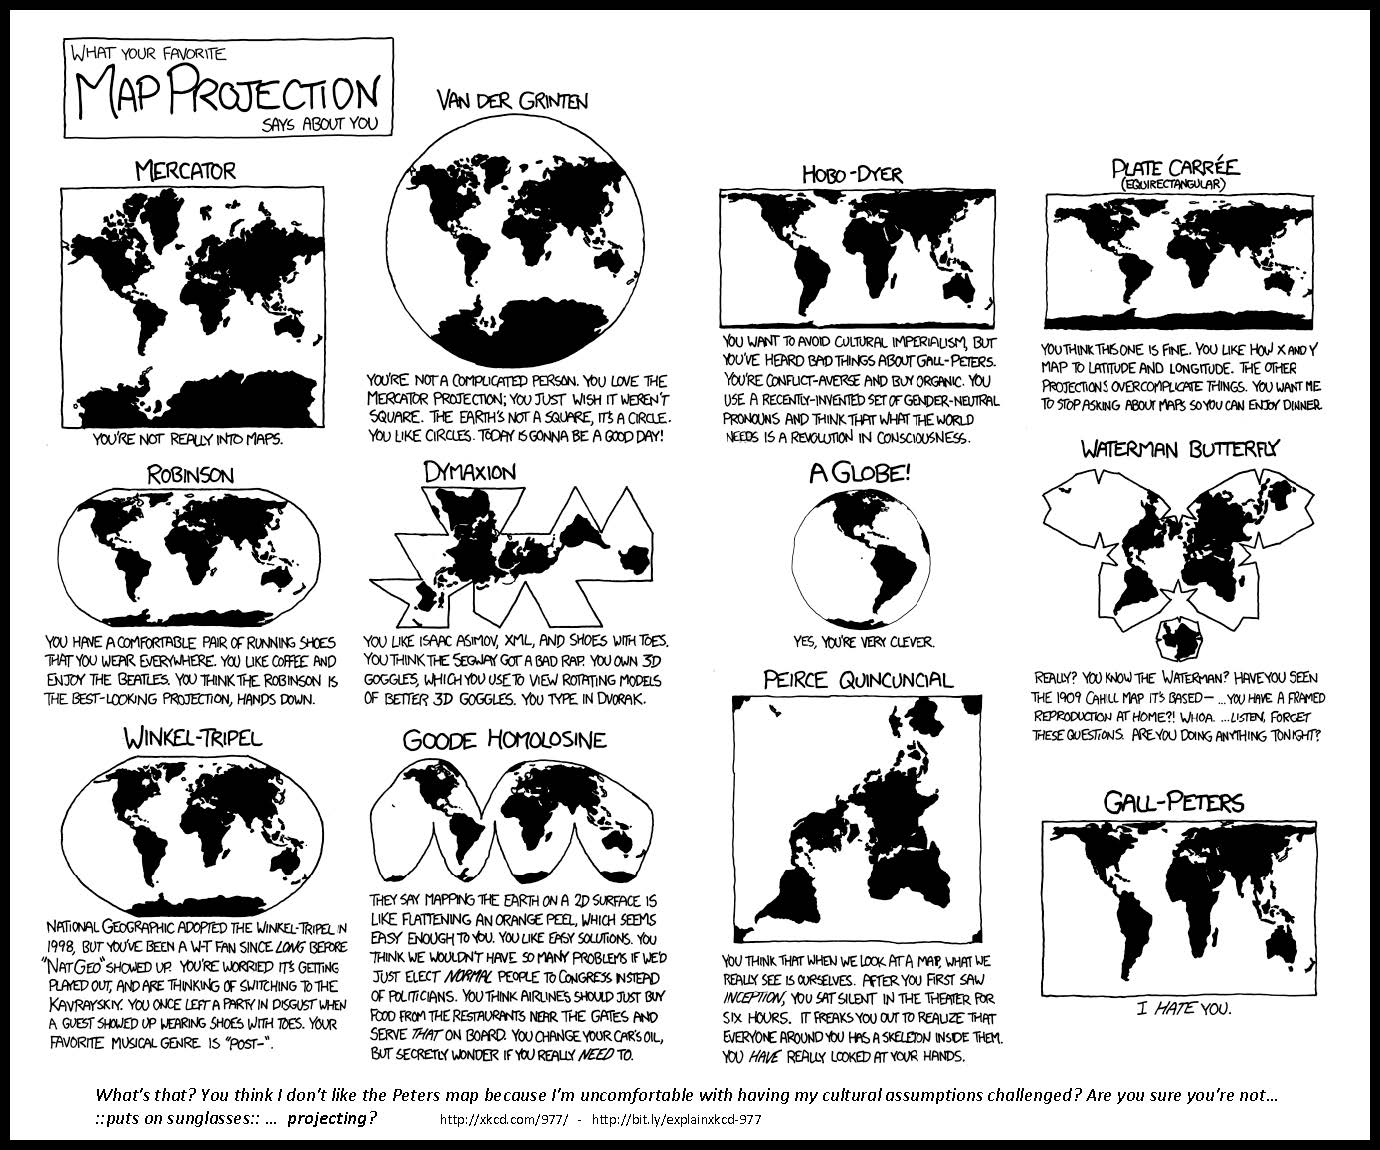 WHAT YOUR FAVORITE
MAP PROJECTION
SAYS ABOUT YOU
MERCATOR
YOU'RE NOT REALLY INTO MAPS.
VAN DER GRINTEN
YOU'RE NOT A COMPLICATED PERSON. YOU LOVE THE
MERCATOR PROJECTION; YOU JUST WISH IT WEREN'T
SQUARE. THE EARTH'S NOT A SQUARE, IT'S A CIRCLE.
YOU LIKE CIRCLES. TODAY IS GONNA BE A GOOD DAY!
ROBINSON
YOU HAVE A COMFORTABLE PAIR OF RUNNING SHOES
THAT YOU WEAR EVERYWHERE. YOU LIKE COFFEE AND
ENJOY THE BEATLES. YOU THINK THE ROBINSON IS
THE BEST-LOOKING PROJECTION, HANDS DOWN.
DYMAXION
YOU LIKE ISAAC ASIMOV, XML, AND SHOES WITH TOES.
YOU THINK THE SEGWAY GOT A BAD RAP. YOU OWN 3D
GOGGLES, WHICH YOU USE TO VIEW ROTATING MODELS
OF BETTER 3D GOGGLES. YOU TYPE IN DVORAK.
WINKEL-TRIPEL
NATIONAL GEOGRAPHIC ADOPTED THE WINKEL-TRIPEL IN
1998, BUT YOU'VE BEEN A W-T FAN SINCE LONG BEFORE
"NAT GEO" SHOWED UP. YOU'RE WORRIED IT'S GETTING
PLAYED OUT, AND ARE THINKING OF SWITCHING TO THE
KAVRAYSKIY. YOU ONCE LEFT A PARTY IN DISGUST WHEN
A GUEST SHOWED UP WEARING SHOES WITH TOES. YOUR
FAVORITE MUSICAL GENRE IS "POST-".
GOODE HOMOLOSINE
THEY SAY MAPPING THE EARTH ON A 2D SURFACE IS
LIKE FLATTENING AN ORANGE PEEL, WHICH SEEMS
EASY ENOUGH TO YOU. YOU LIKE EASY SOLUTIONS. YOU
THINK WE WOULDN'T HAVE SO MANY PROBLEMS IF WE'D
JUST ELECT NORMAL PEOPLE TO CONGRESS INSTEAD
OF POLITICIANS. YOU THINK AIRLINES SHOULD JUST BUY
FOOD FROM THE RESTAURANTS NEAR THE GATES AND
SERVE THAT ON BOARD. YOU CHANGE YOUR CAR'S OIL,
BUT SECRETLY WONDER IF YOU REALLY NEED TO.
HOBO-DYER
YOU WANT TO AVOID CULTURAL IMPERIALISM, BUT
YOU'VE HEARD BAD THINGS ABOUT GALL-PETERS.
YOU'RE CONFLICT-AVERSE AND BUY ORGANIC. YOU
USE A RECENTLY-INVENTED SET OF GENDER-NEUTRAL
PRONOUNS AND THINK THAT WHAT THE WORLD
NEEDS IS A REVOLUTION IN CONSCIOUSNESS.
PLATE CARRÉE
(EQUIRECTANGULAR)
YOU THINK THIS ONE IS FINE. YOU LIKE HOW X AND Y
MAP TO LATITUDE AND LONGITUDE. THE OTHER
PROJECTIONS OVERCOMPLICATE THINGS. YOU WANT ME
TO STOP ASKING ABOUT MAPS SO YOU CAN ENJOY DINNER.
A GLOBE!
YES, YOU'RE VERY CLEVER.
WATERMAN BUTTERFLY
REALLY? YOU KNOW THE WATERMAN? HAVE YOU SEEN
THE 1909 CAHILL MAP IT'S BASED— ...YOU HAVE A FRAMED
REPRODUCTION AT HOME?! WHOA. ...LISTEN, FORGET
THESE QUESTIONS. ARE YOU DOING ANYTHING TONIGHT?
PEIRCE QUINCUNCIAL
YOU THINK THAT WHEN WE LOOK AT A MAP, WHAT WE
REALLY SEE IS OURSELVES. AFTER YOU FIRST SAW
INCEPTION, YOU SAT SILENT IN THE THEATER FOR
SIX HOURS. IT FREAKS YOU OUT TO REALIZE THAT
EVERYONE AROUND YOU HAS A SKELETON INSIDE THEM.
YOU HAVE REALLY LOOKED AT YOUR HANDS.
GALL-PETERS
I HATE YOU.
What's that? You think I don't like the Peters map because I'm uncomfortable with having my cultural assumptions challenged? Are you sure you're not...
::puts on sunglasses:: ... projecting? http://xkcd.com/977/ - http://bit.ly/explainxkcd-977